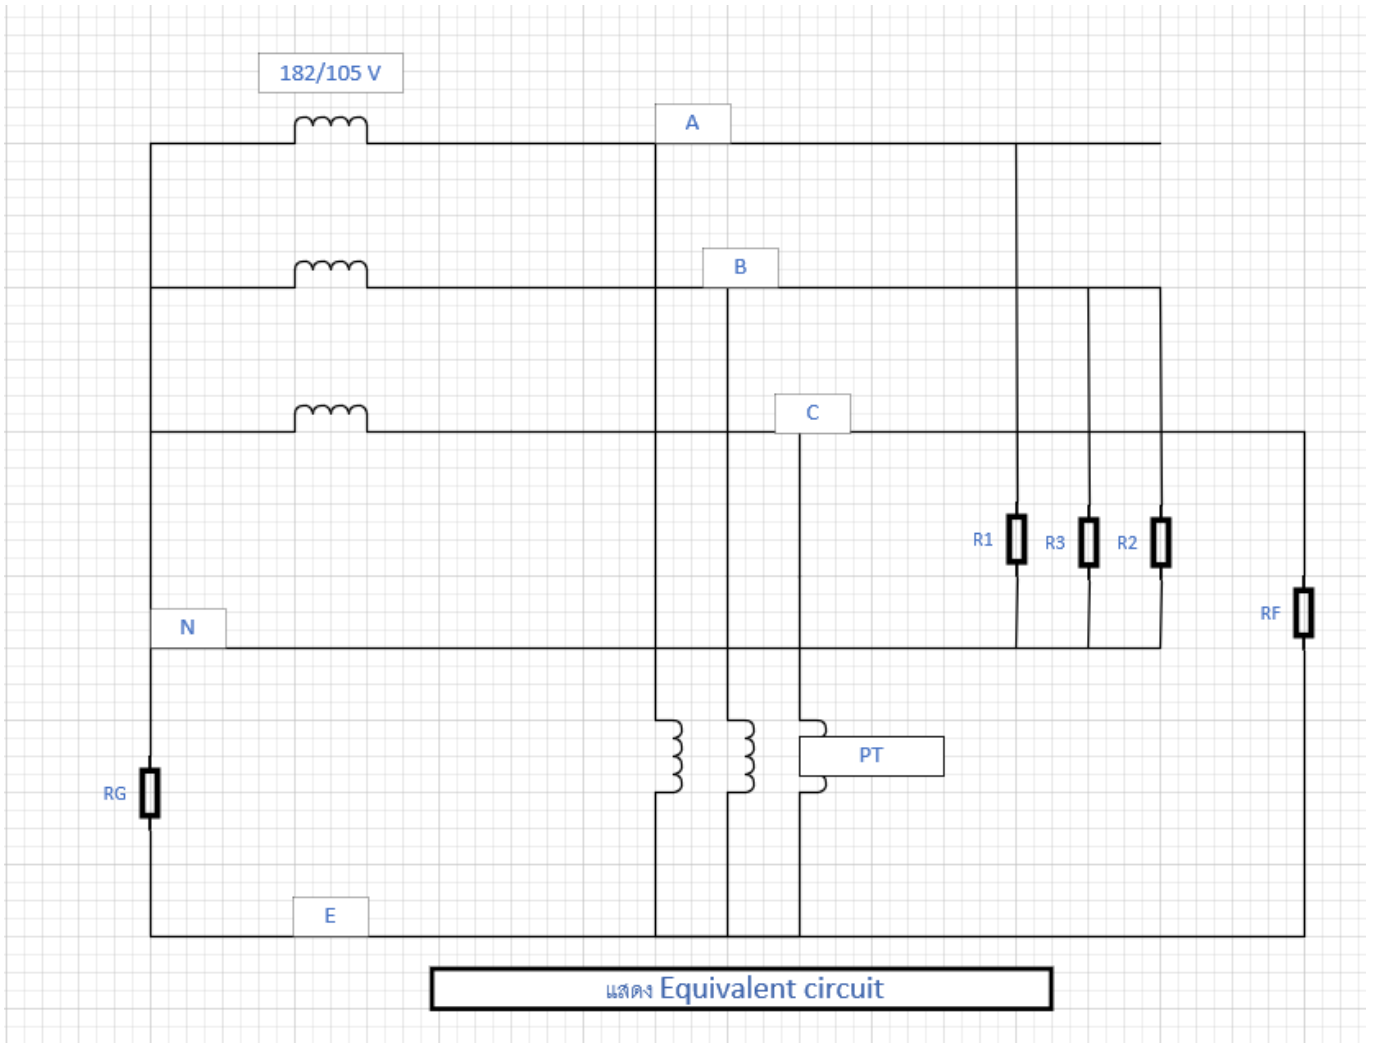 182/105 V
A
B
C
R1
R3
R2
RF
N
PT
RG
E
แสดง Equivalent circuit